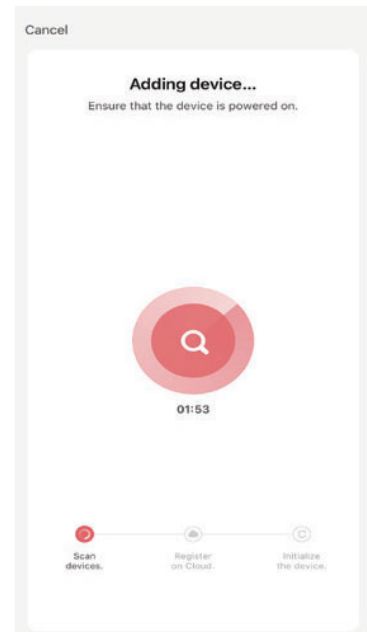 Cancel
Adding device...
Ensure that the device is powered on.
01:53
Scan
devices.
Register
on Cloud.
Initialize
the device.